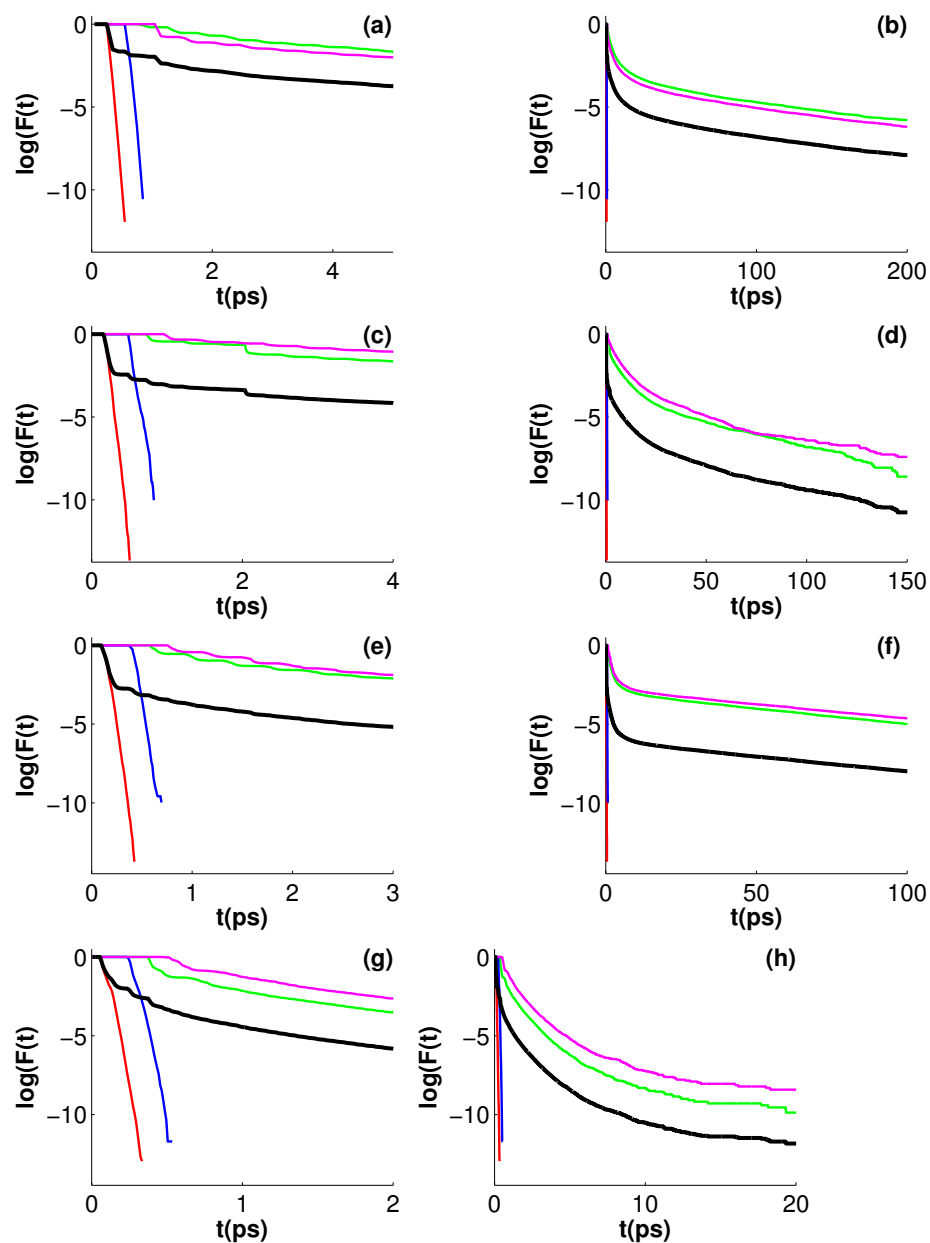 0 (a) 0 (b)
log(F(t) −5 log(F(t) −5
−10 −10
0 2 4 0 100 200
t(ps) t(ps)
0 (c) 0 (d)
log(F(t) −5 log(F(t) −5
−10 −10
0 2 4 0 50 100 150
t(ps) t(ps)
0 (e) 0 (f)
log(F(t) −5 log(F(t) −5
−10 −10
0 1 2 3 0 50 100
t(ps) t(ps)
0 (g) 0 (h)
log(F(t) −5 log(F(t) −5
−10 −10
0 1 2 0 10 20
t(ps) t(ps)